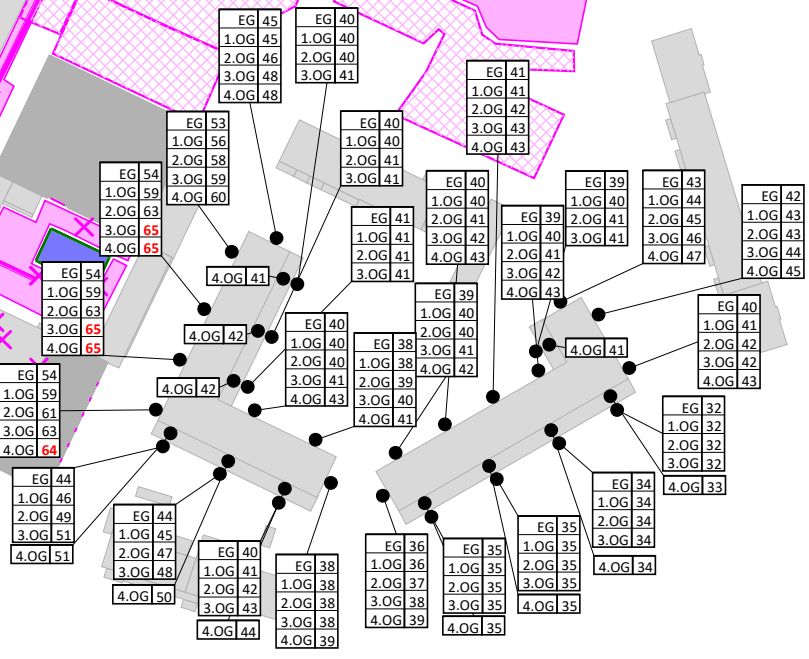 EG 45
1.OG 45
2.OG 46
3.OG 48
4.OG 48
EG 40
1.OG 40
2.OG 40
3.OG 41
EG 41
1.OG 41
2.OG 42
3.OG 43
4.OG 43
EG 53
1.OG 56
2.OG 58
3.OG 59
4.OG 60
EG 40
1.OG 40
2.OG 41
3.OG 41
EG 54
1.OG 59
2.OG 63
3.OG 65
4.OG 65
EG 40
1.OG 40
2.OG 41
3.OG 42
4.OG 43
EG 39
1.OG 40
2.OG 41
3.OG 41
EG 43
1.OG 44
2.OG 45
3.OG 46
4.OG 47
EG 42
1.OG 43
2.OG 43
3.OG 44
4.OG 45
EG 41
1.OG 41
2.OG 41
3.OG 41
EG 39
1.OG 40
2.OG 41
3.OG 42
4.OG 43
EG 54
1.OG 59
2.OG 63
3.OG 65
4.OG 65
4.OG 41
EG 39
1.OG 40
2.OG 40
3.OG 41
4.OG 42
EG 40
1.OG 41
2.OG 42
3.OG 42
4.OG 43
4.OG 42
EG 40
1.OG 40
2.OG 40
3.OG 41
4.OG 43
EG 38
1.OG 38
2.OG 39
3.OG 40
4.OG 41
4.OG 41
EG 54
1.OG 59
2.OG 61
3.OG 63
4.OG 64
4.OG 42
EG 32
1.OG 32
2.OG 32
3.OG 32
4.OG 33
EG 44
1.OG 46
2.OG 49
3.OG 51
4.OG 51
EG 44
1.OG 45
2.OG 47
3.OG 48
4.OG 50
EG 40
1.OG 41
2.OG 42
3.OG 43
4.OG 44
EG 38
1.OG 38
2.OG 38
3.OG 38
4.OG 39
EG 36
1.OG 36
2.OG 37
3.OG 38
4.OG 39
EG 35
1.OG 35
2.OG 35
3.OG 35
4.OG 35
EG 35
1.OG 35
2.OG 35
3.OG 35
4.OG 35
EG 34
1.OG 34
2.OG 34
3.OG 34
4.OG 34